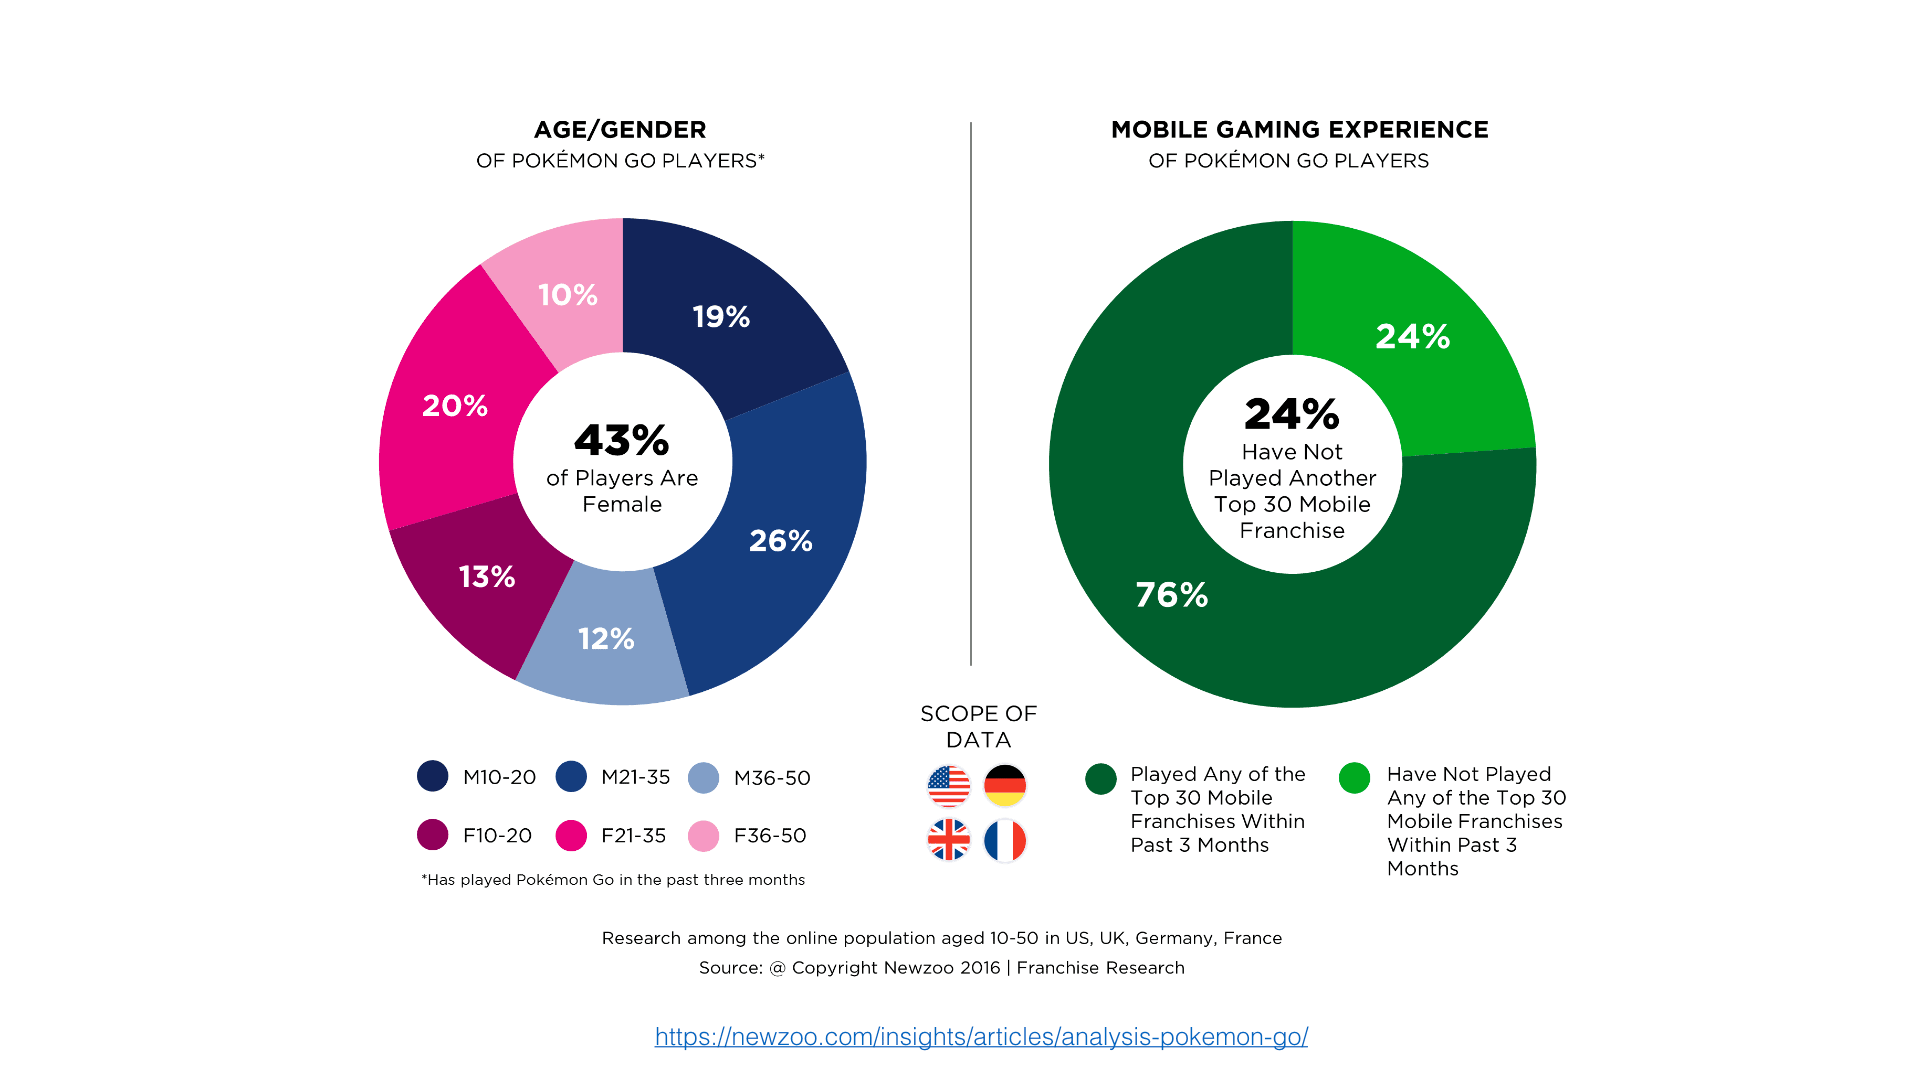 AGE/GENDER
OF POKÉMON GO PLAYERS*
10%
19%
20%
26%
13%
12%
43%
of Players Are
Female
M10-20
M21-35
M36-50
F10-20
F21-35
F36-50
*Has played Pokémon Go in the past three months
MOBILE GAMING EXPERIENCE
OF POKÉMON GO PLAYERS
24%
76%
24%
Have Not
Played Another
Top 30 Mobile
Franchise
SCOPE OF
DATA
Played Any of the
Top 30 Mobile
Franchises Within
Past 3 Months
Have Not Played
Any of the Top 30
Mobile Franchises
Within Past 3
Months
Research among the online population aged 10-50 in US, UK, Germany, France
Source: @ Copyright Newzoo 2016 | Franchise Research
https://newzoo.com/insights/articles/analysis-pokemon-go/